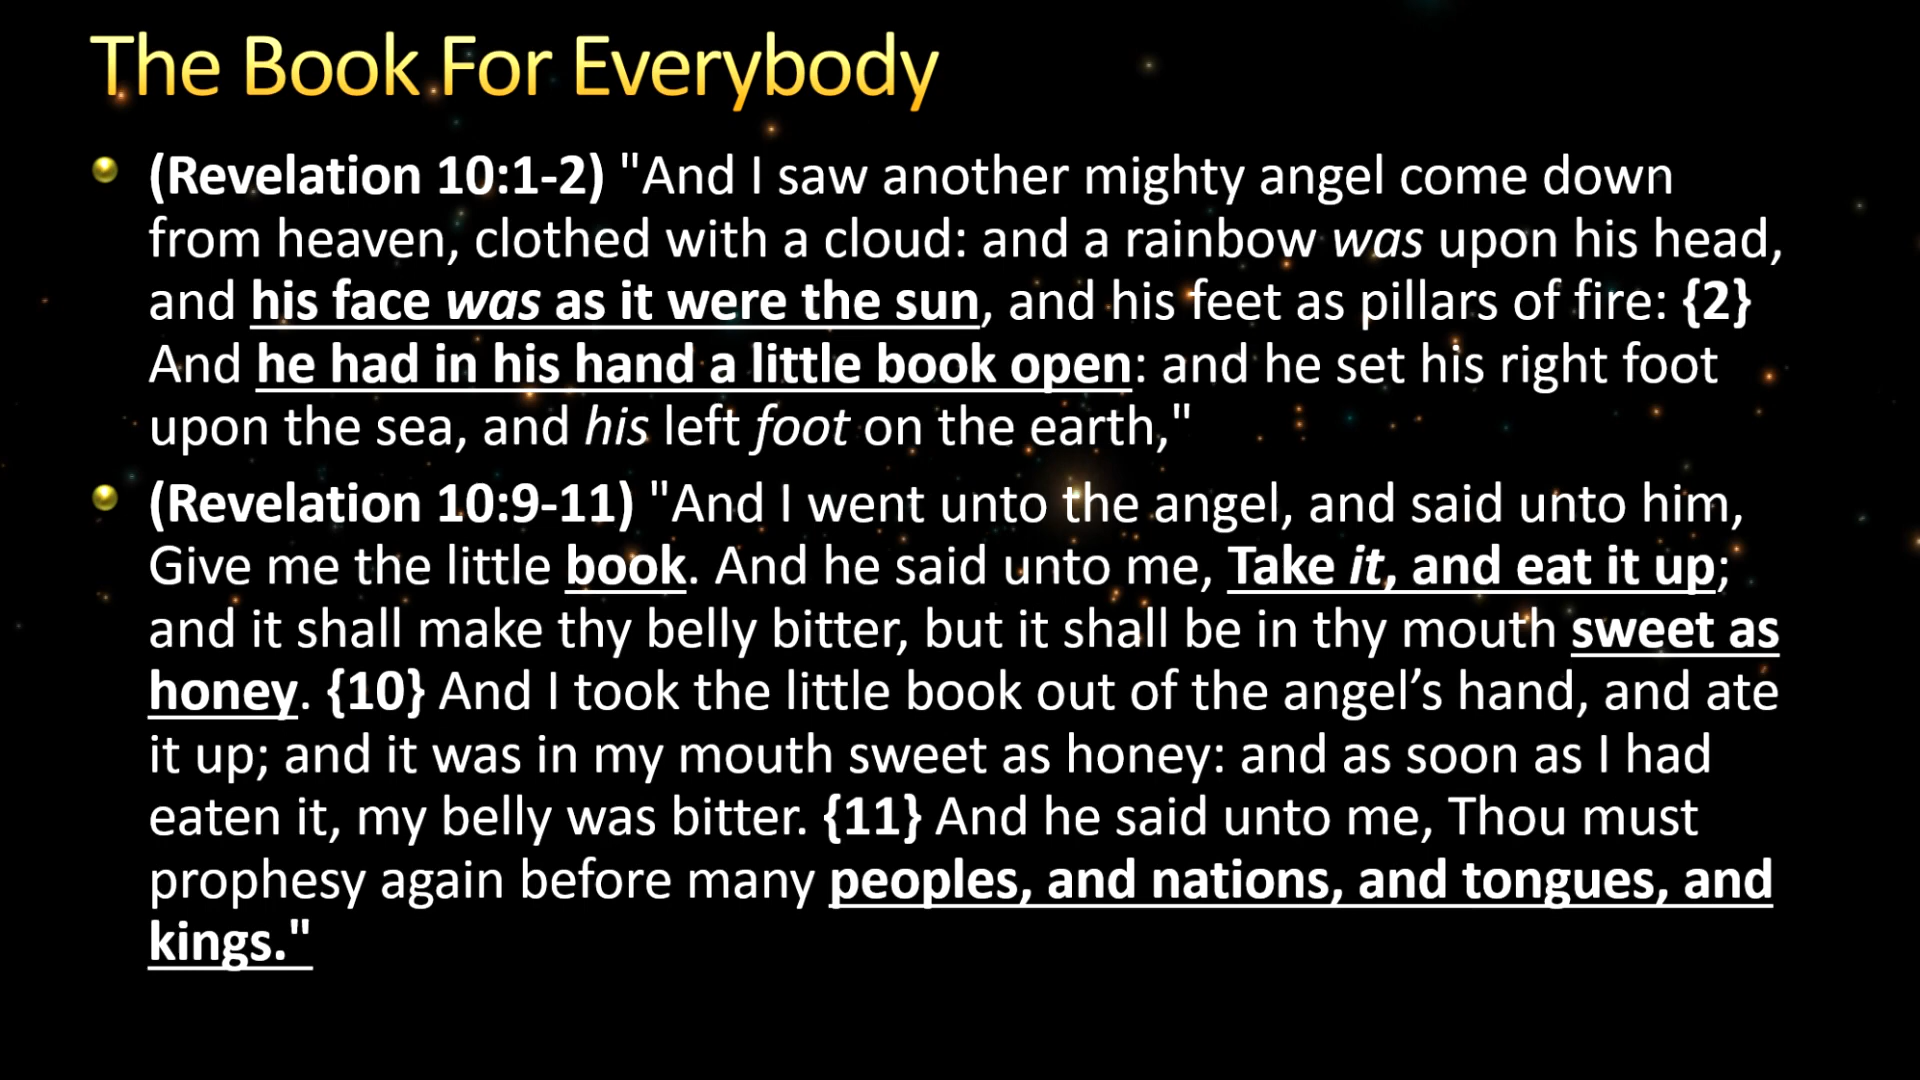 The Book For Everybody
(Revelation 10:1-2) "And I saw another mighty angel come down
from heaven, clothed with a cloud: and a rainbow was upon his head,
and his face was as it were the sun, and his feet as pillars of fire: {2}
And he had in his hand a little book open: and he set his right foot
upon the sea, and his left foot on the earth,"
(Revelation 10:9-11) "And I went unto the angel, and said unto him,
Give me the little book. And he said unto me, Take it, and eat it up;
and it shall make thy belly bitter, but it shall be in thy mouth sweet as
honey. {10} And I took the little book out of the angel’s hand, and ate
it up; and it was in my mouth sweet as honey: and as soon as I had
eaten it, my belly was bitter. {11} And he said unto me, Thou must
prophesy again before many peoples, and nations, and tongues, and
kings."